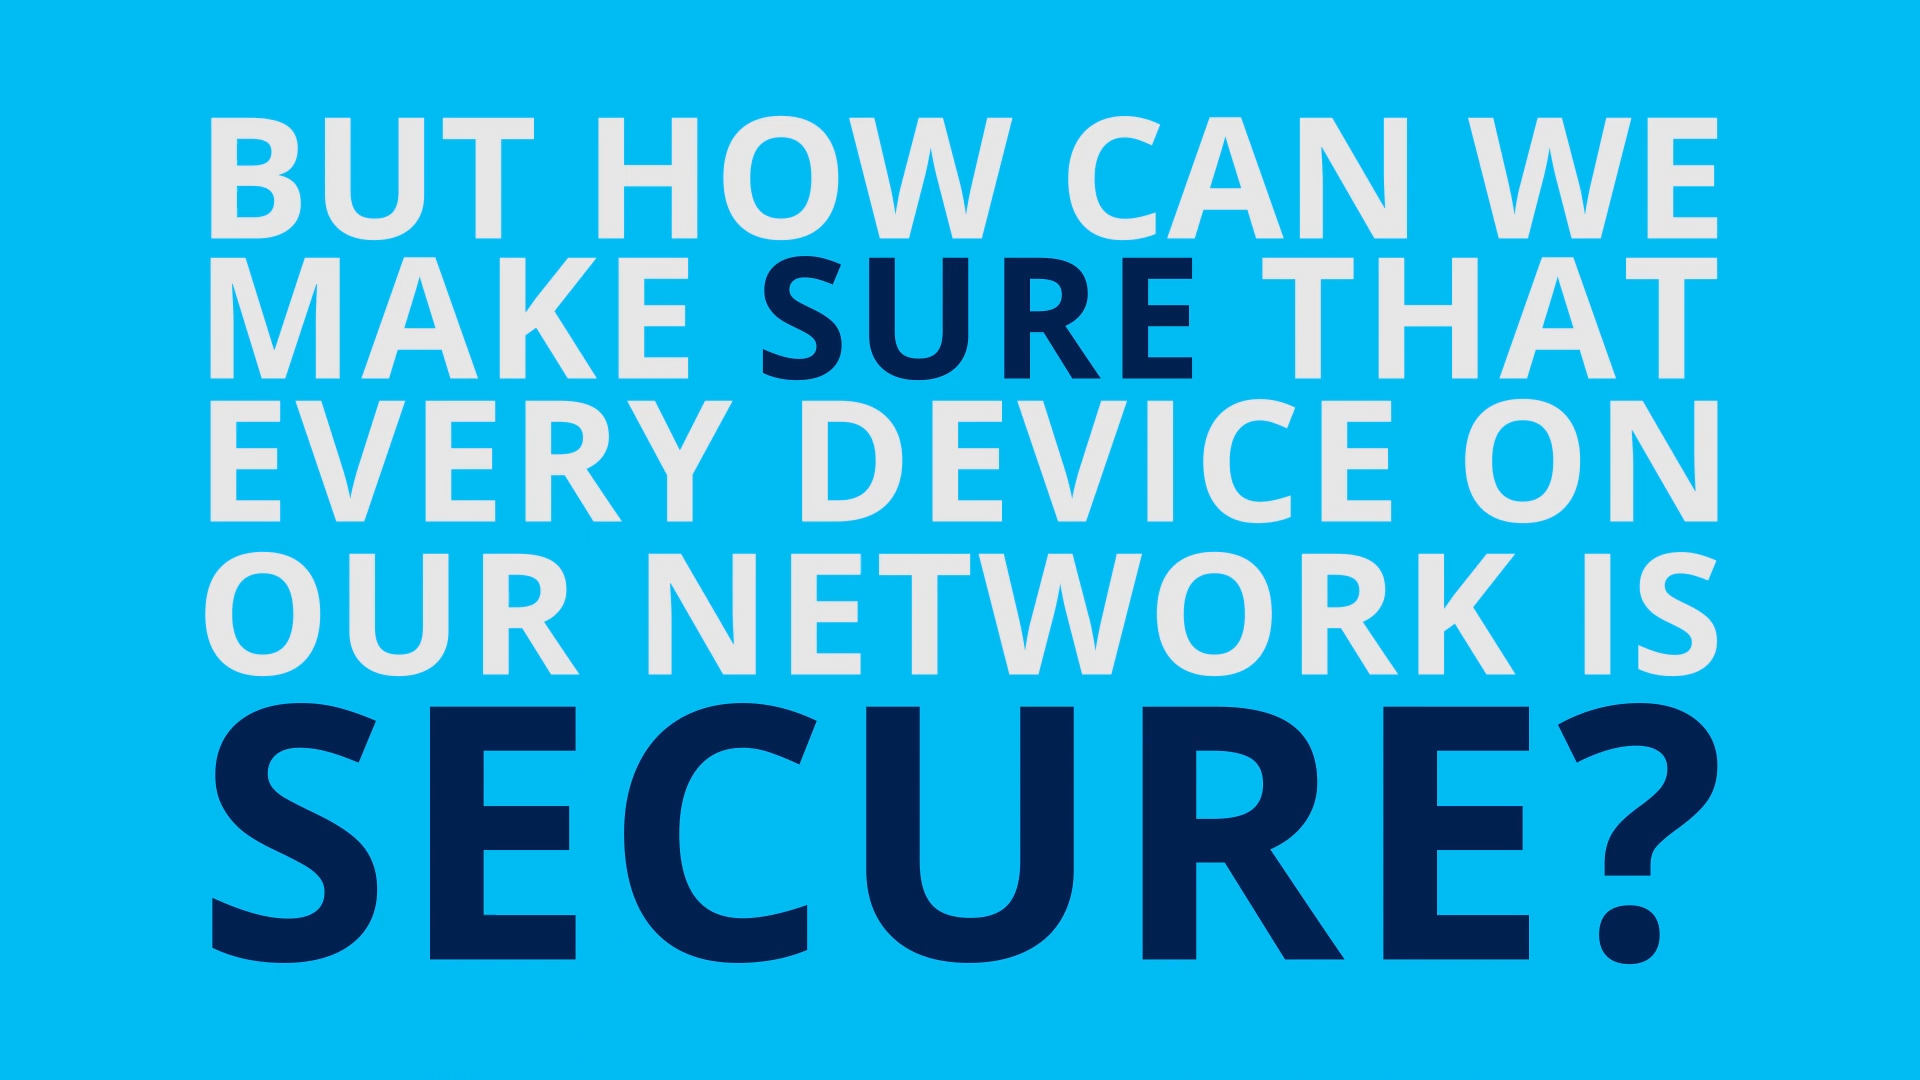 BUT HOW CAN WE
MAKE SURE THAT
EVERY DEVICE ON
OUR NETWORK IS
SECURE?